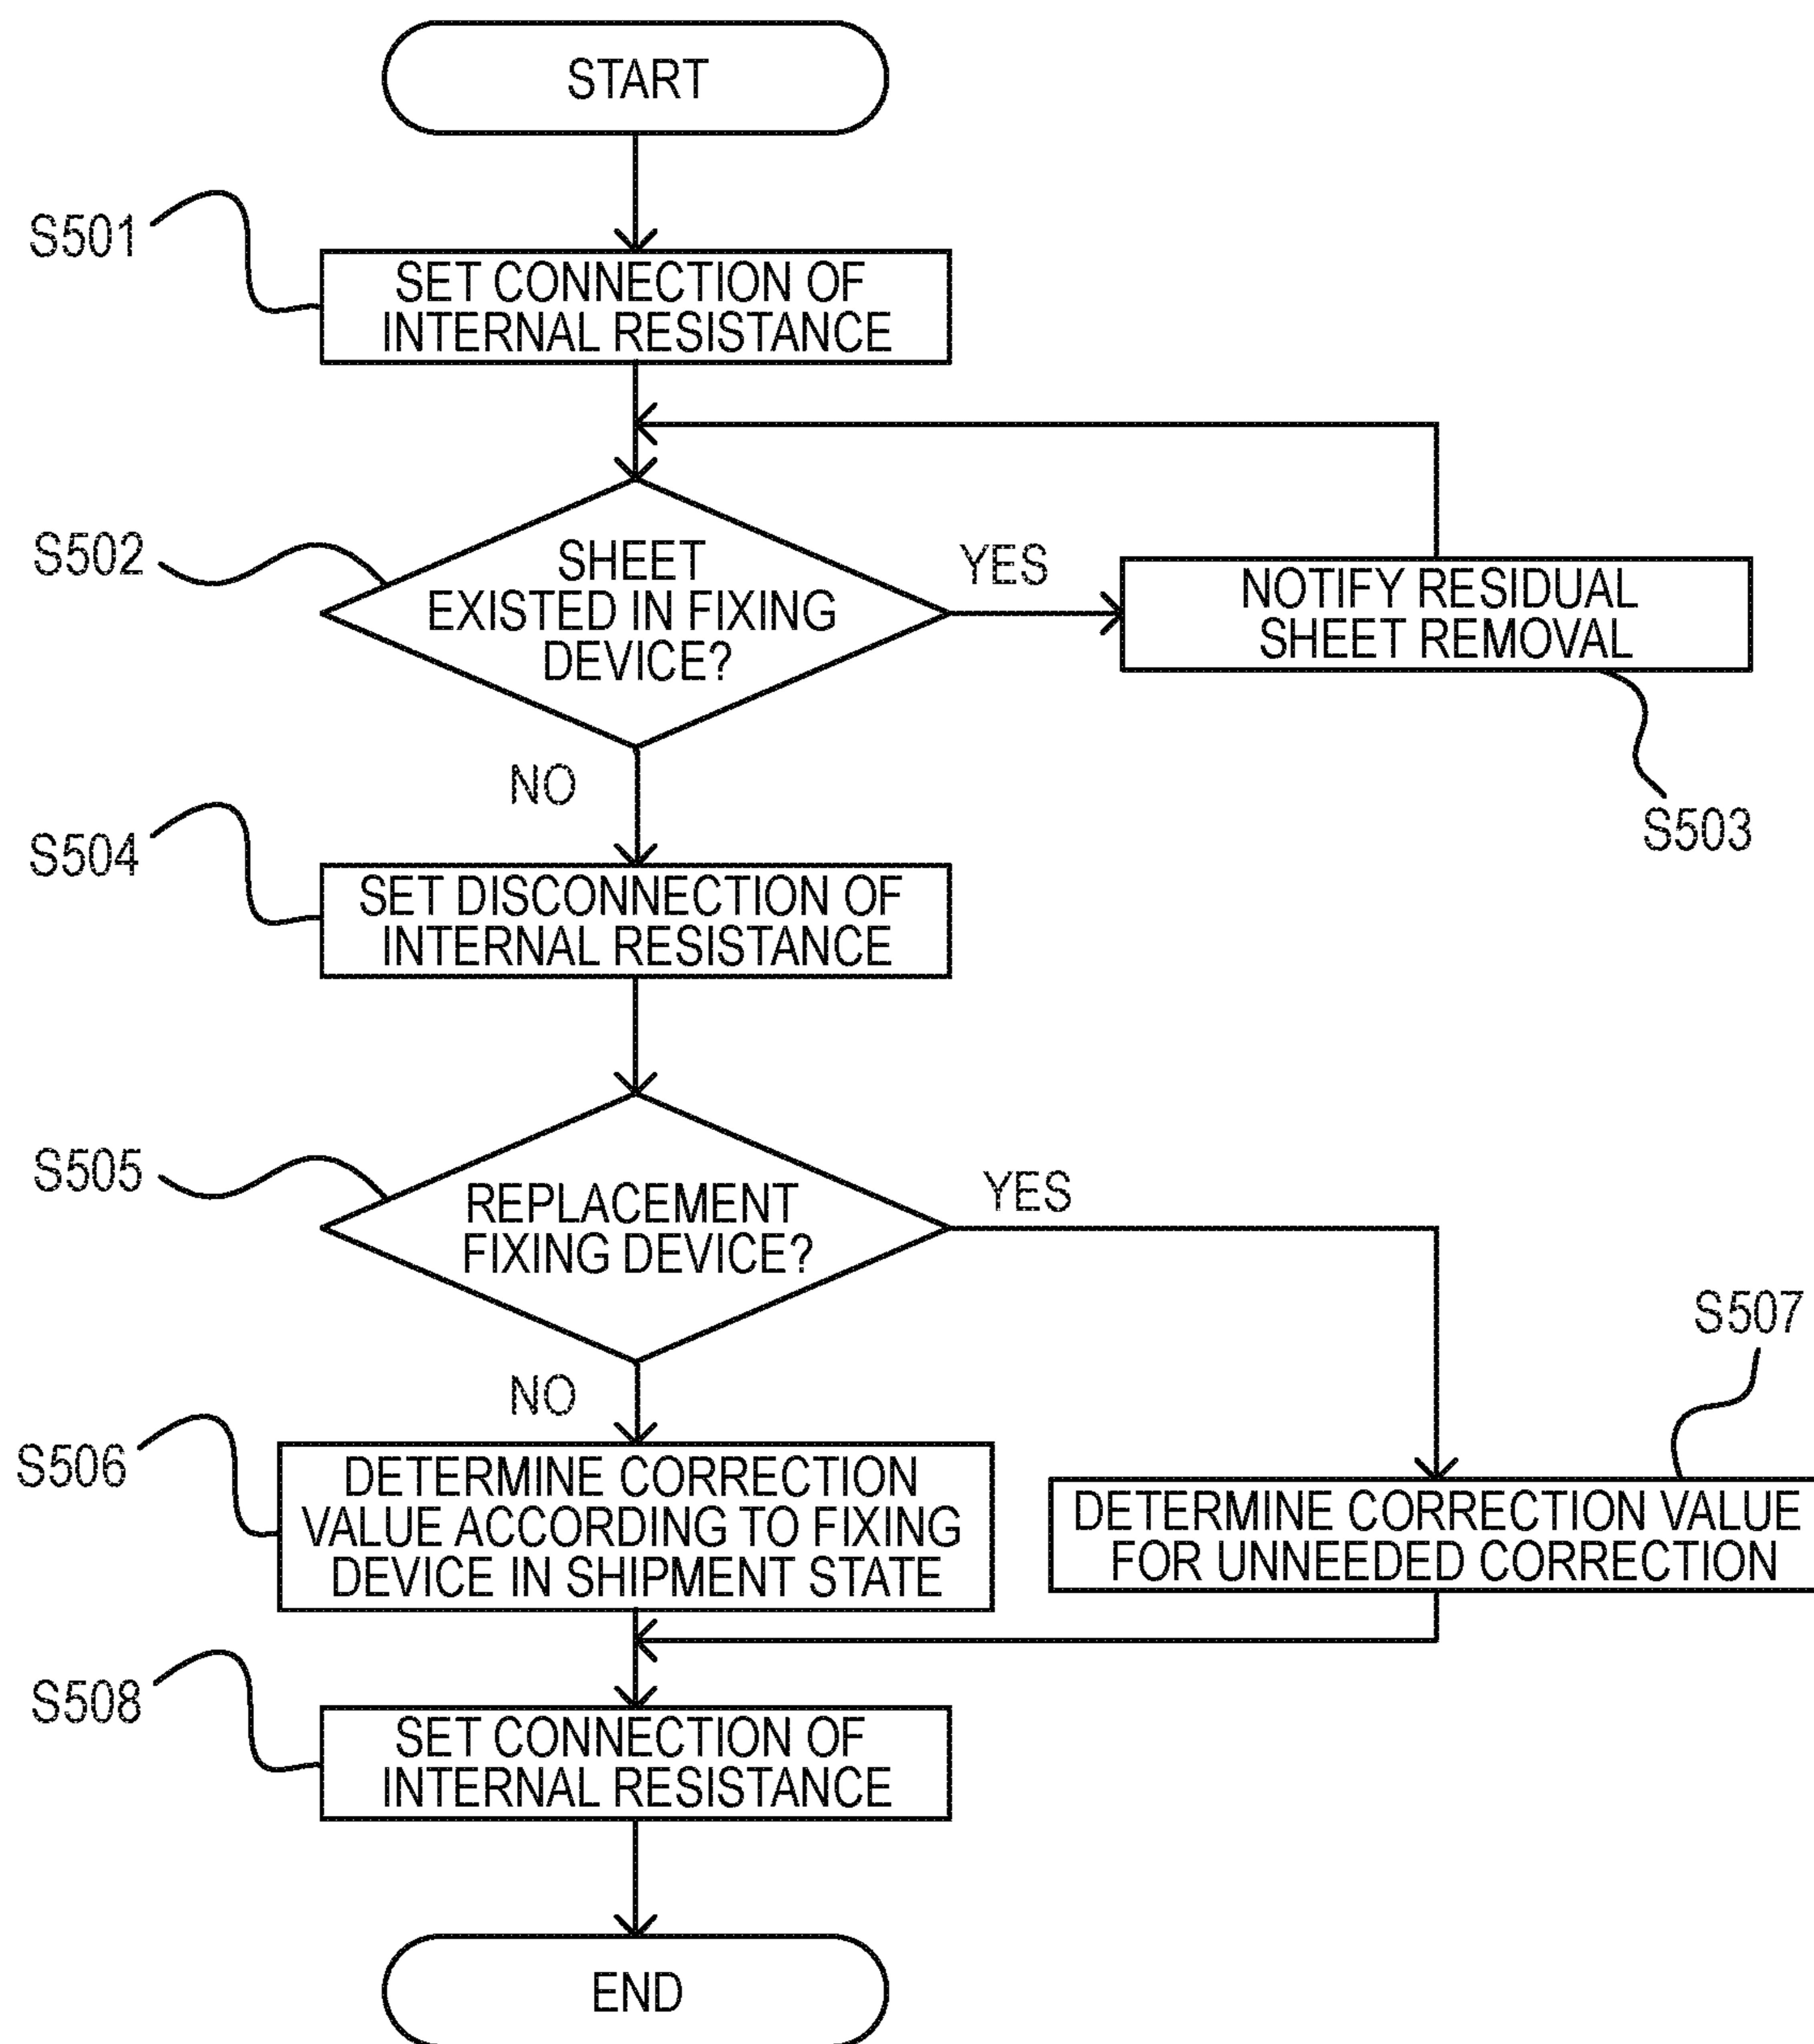 START
S501
SET CONNECTION OF
INTERNAL RESISTANCE
S502
SHEET
EXISTED IN FIXING
DEVICE?
YES
NOTIFY RESIDUAL
SHEET REMOVAL
S503
NO
S504
SET DISCONNECTION OF
INTERNAL RESISTANCE
S505
REPLACEMENT
FIXING DEVICE?
YES
S507
NO
S506
DETERMINE CORRECTION
VALUE ACCORDING TO FIXING
DEVICE IN SHIPMENT STATE
DETERMINE CORRECTION VALUE
FOR UNNEEDED CORRECTION
S508
SET CONNECTION OF
INTERNAL RESISTANCE
END